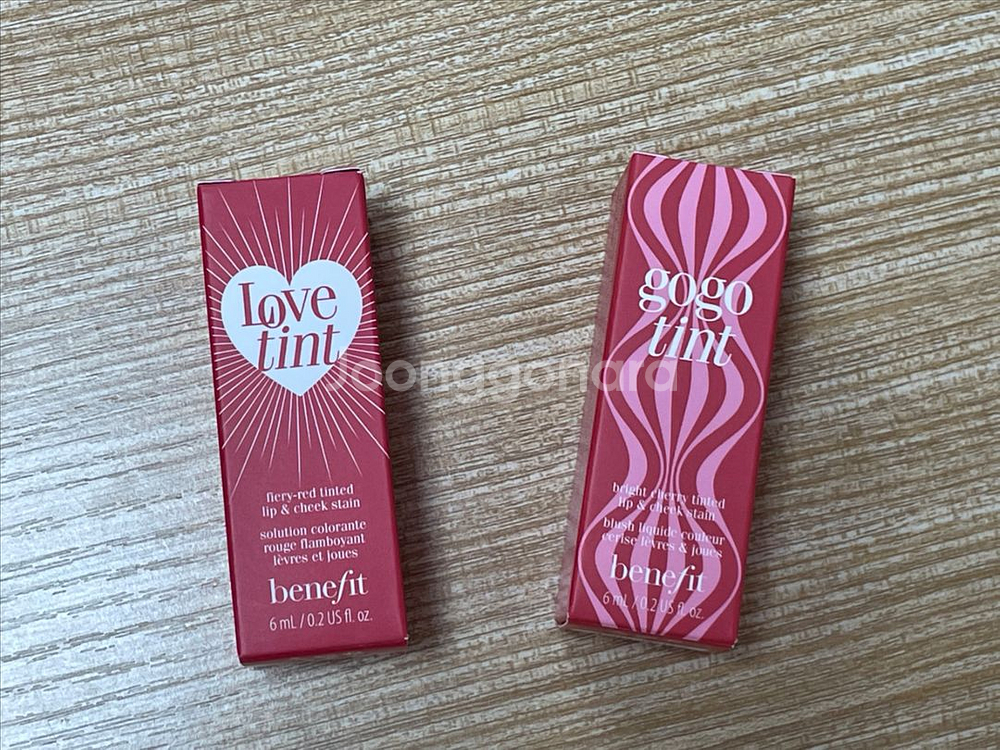 Love
tint
fiery-red tinted
lip & cheek stain
solution colorante
rouge flamboyant
lèvres et joues
benefit
6 mL / 0.2 US fl. oz.
gogo
tint
bright cherry tinted
lip & cheek stain
blush liquide couleur
cerise lèvres & joues
benefit
6 mL / 0.2 US fl. oz.
Joonggonara